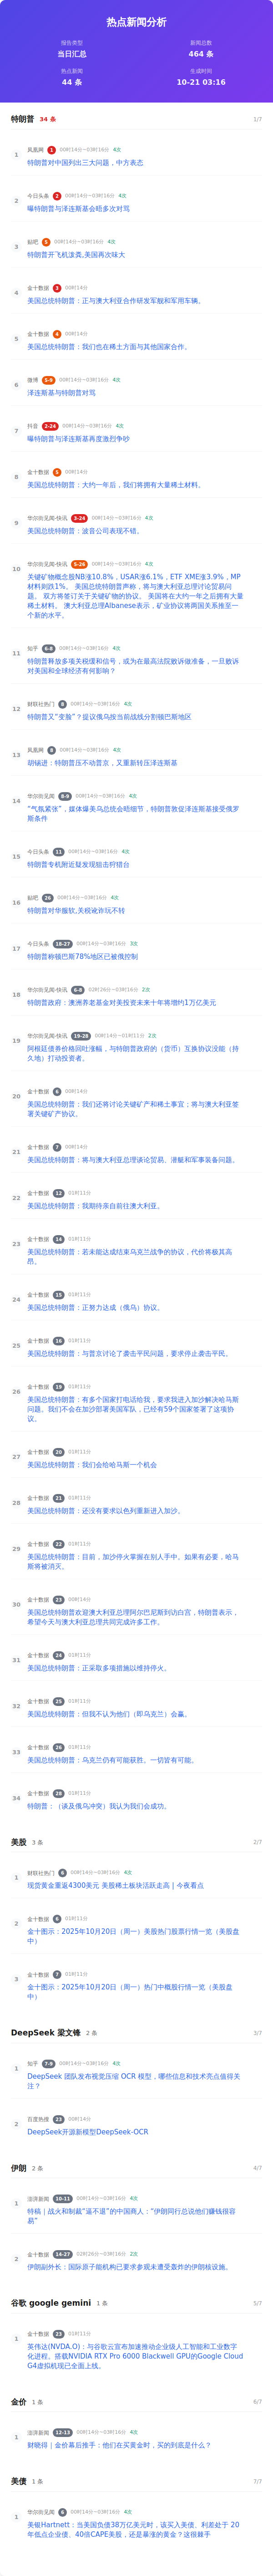 热点新闻分析
报告类型
新闻总数
当日汇总
464 条
热点新闻
生成时间
44 条
10-21 03:16
特朗普 34 条 1/7
1 凤凰网 1 00时14分~03时16分 4次
特朗普对中国列出三大问题，中方表态
2 今日头条 2 00时14分~03时16分 4次
曝特朗普与泽连斯基会晤多次对骂
3 贴吧 5 00时14分~03时16分 4次
特朗普开飞机泼粪,美国再次味大
4 金十数据 3 00时14分
美国总统特朗普：正与澳大利亚合作研发军舰和军用车辆。
5 金十数据 4 00时14分
美国总统特朗普：我们也在稀土方面与其他国家合作。
6 微博 5-8 00时14分~03时16分 4次
泽连斯基与特朗普对骂
7 抖音 2-24 00时14分~03时16分 4次
曝特朗普与泽连斯基再度激烈争吵
8 金十数据 5 00时14分
美国总统特朗普：大约一年后，我们将拥有大量稀土材料。
9 华尔街见闻-快讯 3-24 00时14分~03时16分 4次
美国总统特朗普：波音公司表现不错。
10 华尔街见闻-快讯 5-26 00时14分~03时16分 4次
关键矿物概念股NB涨10.8%，USAR涨6.1%，ETF XME涨3.9%，MP
材料则跌1%。 美国总统特朗普声称，将与澳大利亚总理讨论贸易问
题。 双方将签订关于关键矿物的协议。 美国将在大约一年之后拥有大量
稀土材料。 澳大利亚总理Albanese表示，矿业协议将两国关系推至一
个新的水平。
11 知乎 6-8 00时14分~03时16分 4次
特朗普释放多项关税缓和信号，或为在最高法院败诉做准备，一旦败诉
对美国和全球经济有何影响？
12 财联社热门 8 00时14分~03时16分 4次
特朗普又“变脸”？提议俄乌按当前战线分割顿巴斯地区
13 凤凰网 8 00时14分~03时16分 4次
胡锡进：特朗普压不动普京，又重新转压泽连斯基
14 华尔街见闻 8-9 00时14分~03时16分 4次
“气氛紧张”，媒体爆美乌总统会晤细节，特朗普敦促泽连斯基接受俄罗
斯条件
15 今日头条 11 00时14分~03时16分 4次
特朗普专机附近疑发现狙击狩猎台
16 贴吧 26 00时14分~03时16分 4次
特朗普对华服软,关税讹诈玩不转
17 今日头条 18-27 00时14分~03时16分 3次
特朗普称顿巴斯78%地区已被俄控制
18 华尔街见闻-快讯 6-8 02时26分~03时16分 2次
特朗普政府：澳洲养老基金对美投资未来十年将增约1万亿美元
19 华尔街见闻-快讯 19-28 00时14分~01时11分 2次
阿根廷债券价格回吐涨幅，与特朗普政府的（货币）互换协议没能（持
久地）打动投资者。
20 金十数据 6 00时14分
美国总统特朗普：我们还将讨论关键矿产和稀土事宜；将与澳大利亚签
署关键矿产协议。
21 金十数据 7 00时14分
美国总统特朗普：将与澳大利亚总理谈论贸易、潜艇和军事装备问题。
22 金十数据 12 01时11分
美国总统特朗普：我期待亲自前往澳大利亚。
23 金十数据 14 01时11分
美国总统特朗普：若未能达成结束乌克兰战争的协议，代价将极其高
昂。
24 金十数据 15 01时11分
美国总统特朗普：正努力达成（俄乌）协议。
25 金十数据 16 01时11分
美国总统特朗普：与普京讨论了袭击平民问题，要求停止袭击平民。
26 金十数据 18 01时11分
美国总统特朗普：有多个国家打电话给我，要求我进入加沙解决哈马斯
问题。我们不会在加沙部署美国军队，已经有59个国家签署了这项协
议。
27 金十数据 20 01时11分
美国总统特朗普：我们会给哈马斯一个机会
28 金十数据 21 01时11分
美国总统特朗普：还没有要求以色列重新进入加沙。
29 金十数据 22 01时11分
美国总统特朗普：目前，加沙停火掌握在别人手中。如果有必要，哈马
斯将被消灭。
30 金十数据 23 00时14分
美国总统特朗普欢迎澳大利亚总理阿尔巴尼斯到访白宫，特朗普表示，
希望今天与澳大利亚总理共同完成许多工作。
31 金十数据 24 01时11分
美国总统特朗普：正采取多项措施以维持停火。
32 金十数据 25 01时11分
美国总统特朗普：但我不认为他们（即乌克兰）会赢。
33 金十数据 26 01时11分
美国总统特朗普：乌克兰仍有可能获胜。一切皆有可能。
34 金十数据 28 01时11分
特朗普：（谈及俄乌冲突）我认为我们会成功。
美股 3 条 2/7
1 财联社热门 6 00时14分~03时16分 4次
现货黄金重返4300美元 美股稀土板块活跃走高 | 今夜看点
2 金十数据 6 01时11分
金十图示：2025年10月20日（周一）美股热门股票行情一览（美股盘
中）
3 金十数据 7 01时11分
金十图示：2025年10月20日（周一）热门中概股行情一览（美股盘
中）
DeepSeek 梁文锋 2 条 3/7
1 知乎 7-9 00时14分~03时16分 4次
DeepSeek 团队发布视觉压缩 OCR 模型，哪些信息和技术亮点值得关
注？
2 百度热搜 23 00时14分
DeepSeek开源新模型DeepSeek-OCR
伊朗 2 条 4/7
1 澎湃新闻 10-11 00时14分~03时16分 4次
特稿｜战火和制裁“逼不退”的中国商人：“伊朗同行总说他们赚钱很容
易”
2 金十数据 14-27 02时26分~03时16分 2次
伊朗副外长：国际原子能机构已要求参观未遭受轰炸的伊朗核设施。
谷歌 google gemini 1 条 5/7
1 金十数据 23 01时11分
英伟达(NVDA.O)：与谷歌云宣布加速推动企业级人工智能和工业数字
化进程。搭载NVIDIA RTX Pro 6000 Blackwell GPU的Google Cloud
G4虚拟机现已全面上线。
金价 1 条 6/7
1 澎湃新闻 12-13 00时14分~03时16分 4次
财晓得｜金价幕后推手：他们在买黄金时，买的到底是什么？
美债 1 条 7/7
1 华尔街见闻 6 00时14分~03时16分 4次
美银Hartnett：当美国负债38万亿美元时，该买入美债、利差处于 20
年低点企业债、40倍CAPE美股，还是暴涨的黄金？这很棘手